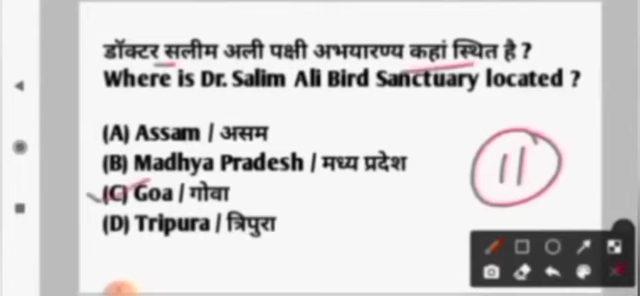 डॉक्टर सलीम अली पक्षी अभयारण्य कहां स्थित है ?
Where is Dr. Salim Ali Bird Sanctuary located ?
(A) Assam / असम
(B) Madhya Pradesh / मध्य प्रदेश
(C) Goa / गोवा
(D) Tripura / त्रिपुरा
11